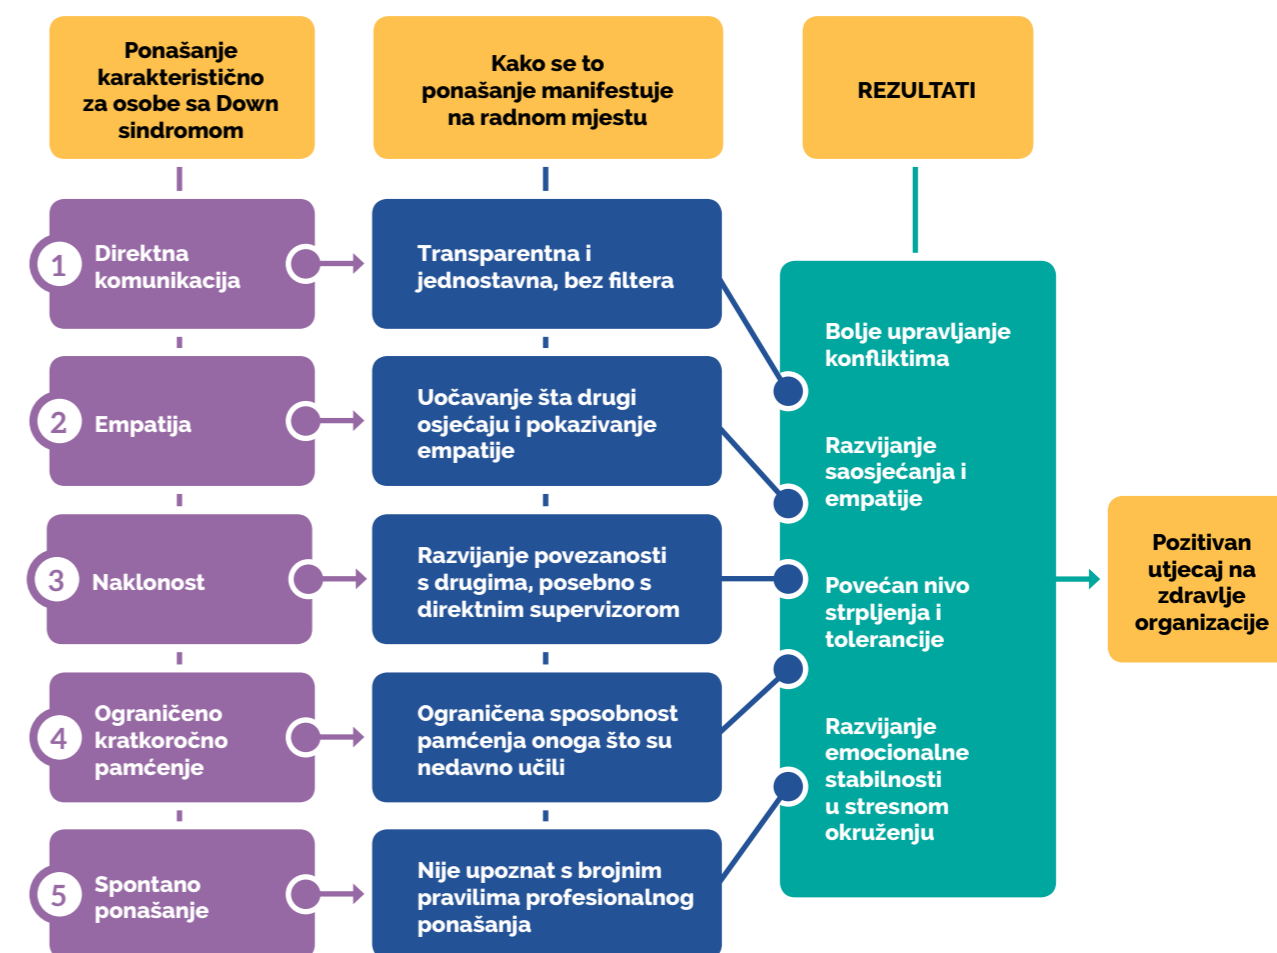 Ponašanje
karakteristično
za osobe sa Down
sindromom
Kako se to
ponašanje manifestuje
na radnom mjestu
REZULTATI
1
Direktna
komunikacija
Transparentna i
jednostavna, bez filtera
2
Empatija
Uočavanje šta drugi
osjećaju i pokazivanje
empatije
3
Naklonost
Razvijanje povezanosti
s drugima, posebno s
direktnim supervizorom
4
Ograničeno
kratkoročno
pamćenje
Ograničena sposobnost
pamćenja onoga što su
nedavno učili
5
Spontano
ponašanje
Nije upoznat s brojnim
pravilima profesionalnog
ponašanja
Bolje upravljanje
konfliktima
Razvijanje
saosjećanja i
empatije
Povećan nivo
strpljenja i
tolerancije
Razvijanje
emocionalne
stabilnosti
u stresnom
okruženju
Pozitivan
utjecaj na
zdravlje
organizacije